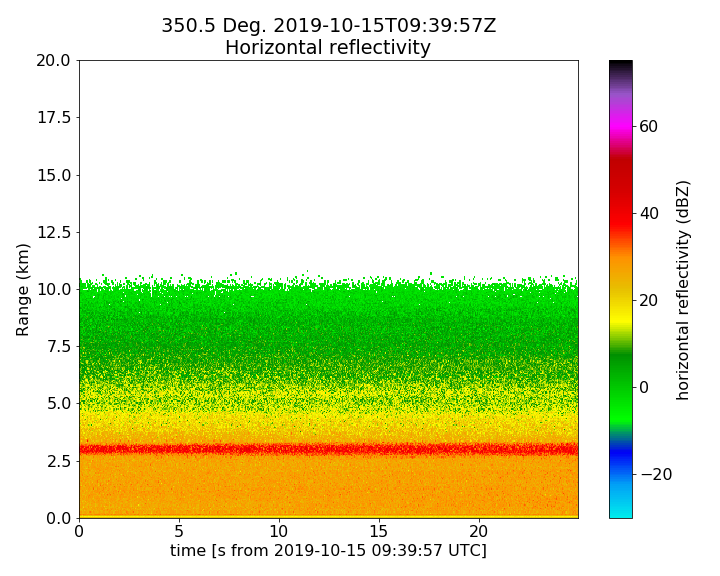 350.5 Deg. 2019-10-15T09:39:57Z
Horizontal reflectivity
20.0
17.5
15.0
12.5
10.0
7.5
5.0
2.5
0.0
Range (km)
0 5 10 15 20
time [s from 2019-10-15 09:39:57 UTC]
60
40
20
0
−20
horizontal reflectivity (dBZ)